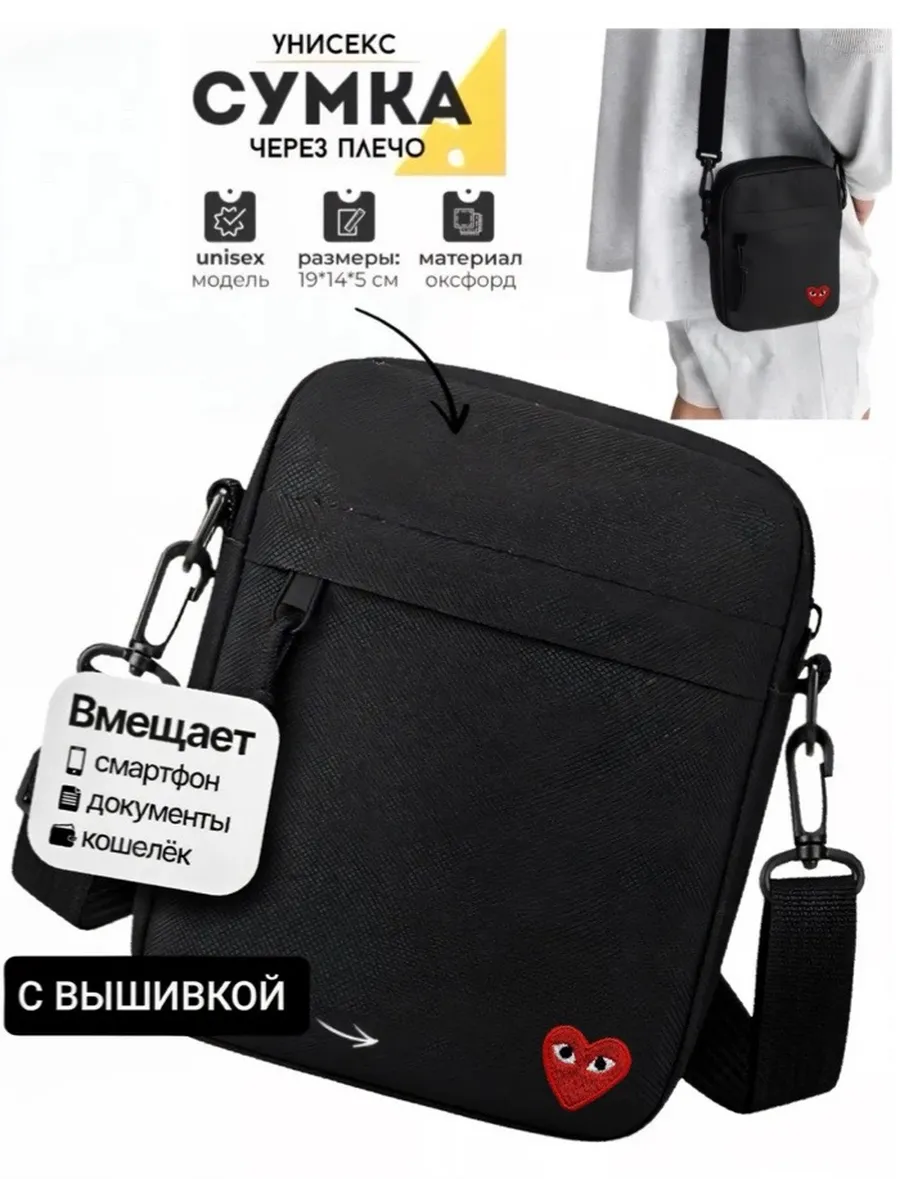 УНИСЕКС
СУМКА
ЧЕРЕЗ ПЛЕЧО
unisex
модель
размеры:
19*14*5 см
материал
оксфорд
Вмещает
смартфон
документы
кошелёк
С ВЫШИВКОЙ